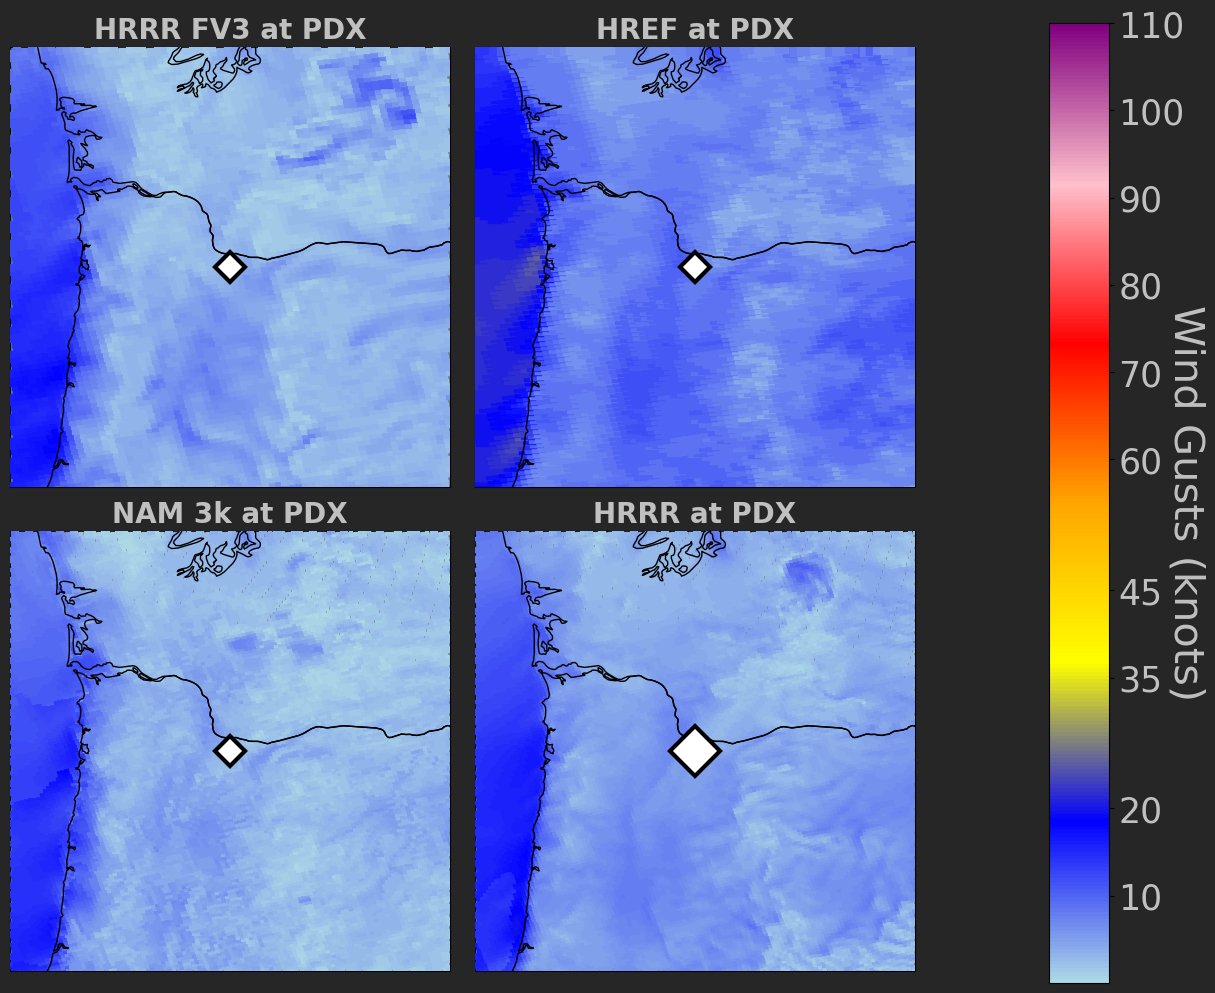 HRRR FV3 at PDX
HREF at PDX
NAM 3k at PDX
HRRR at PDX
110
100
90
80
70
60
45
35
20
10
Wind Gusts (knots)